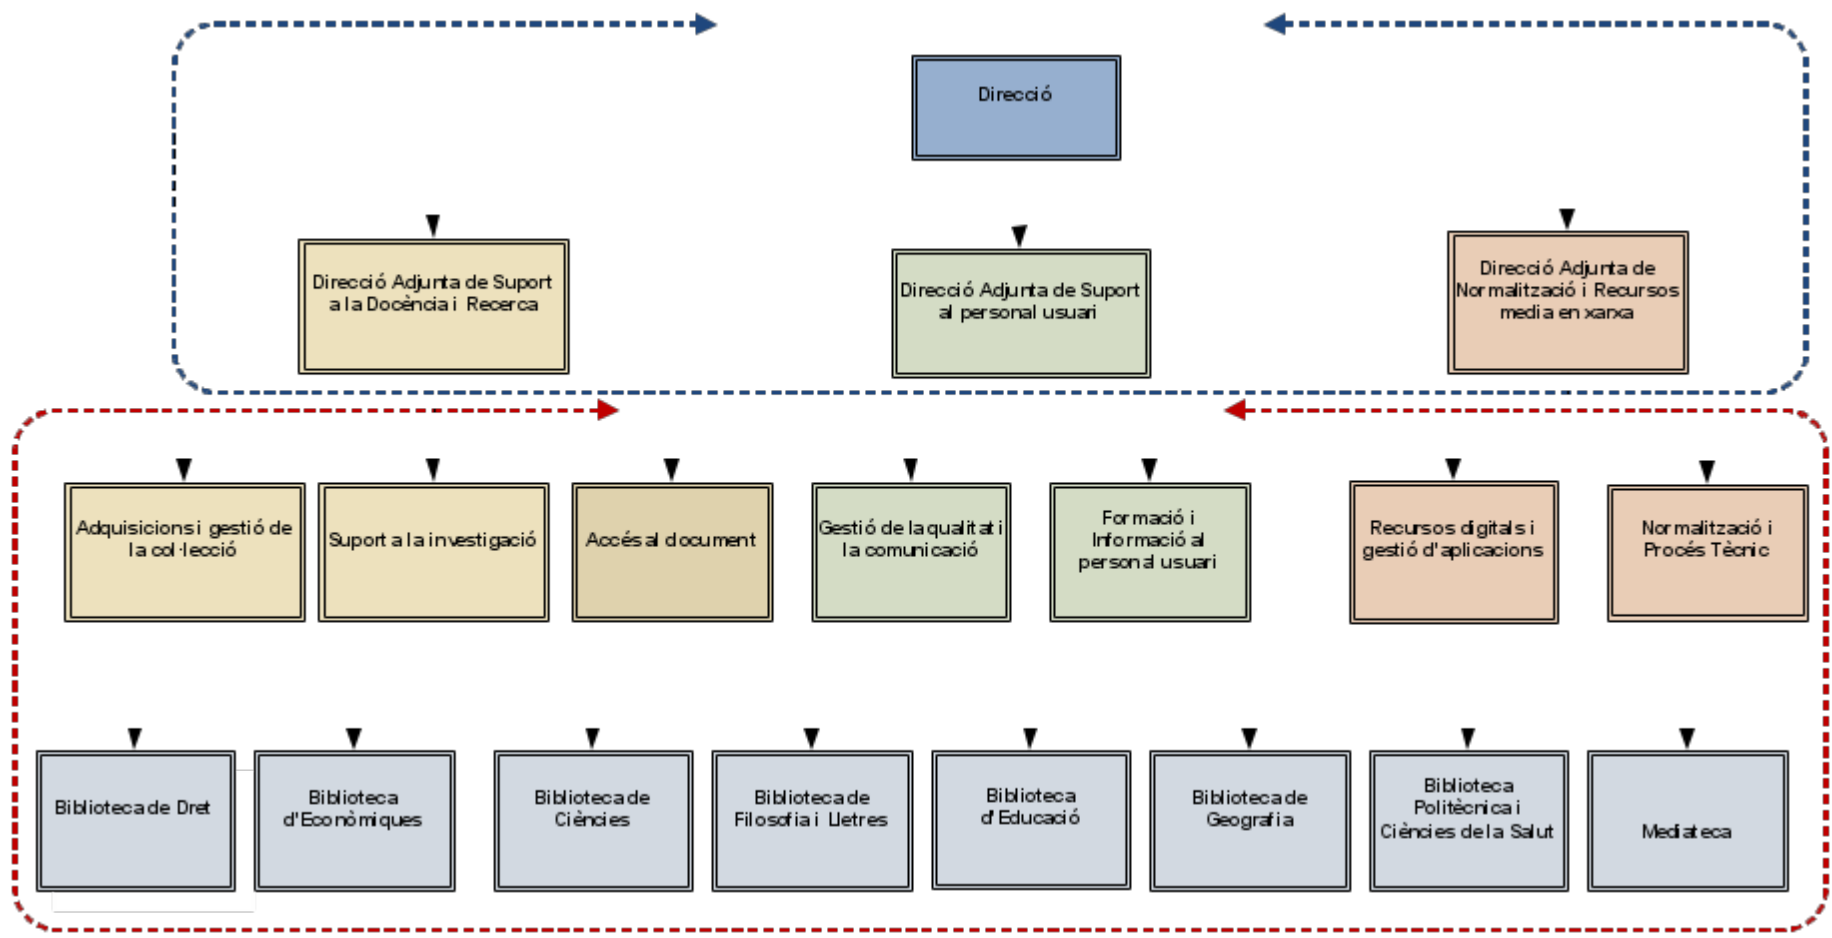 Direcció
Direcció Adjunta de Suport
a la Docència i Recerca
Direcció Adjunta de Suport
al personal usuari
Direcció Adjunta de
Normalització i Recursos
media en xarxa
Adquisicions i gestió de
la col·lecció
Suport a la investigació
Accés al document
Gestió de la qualitat i
la comunicació
Formació i
Informació al
personal usuari
Recursos digitals i
gestió d'aplicacions
Normalització i
Procés Tècnic
Biblioteca de Dret
Biblioteca
d'Econòmiques
Biblioteca de
Ciències
Biblioteca de
Filosofia i Lletres
Biblioteca
d'Educació
Biblioteca de
Geografia
Biblioteca
Politècnica i
Ciències de la Salut
Mediateca